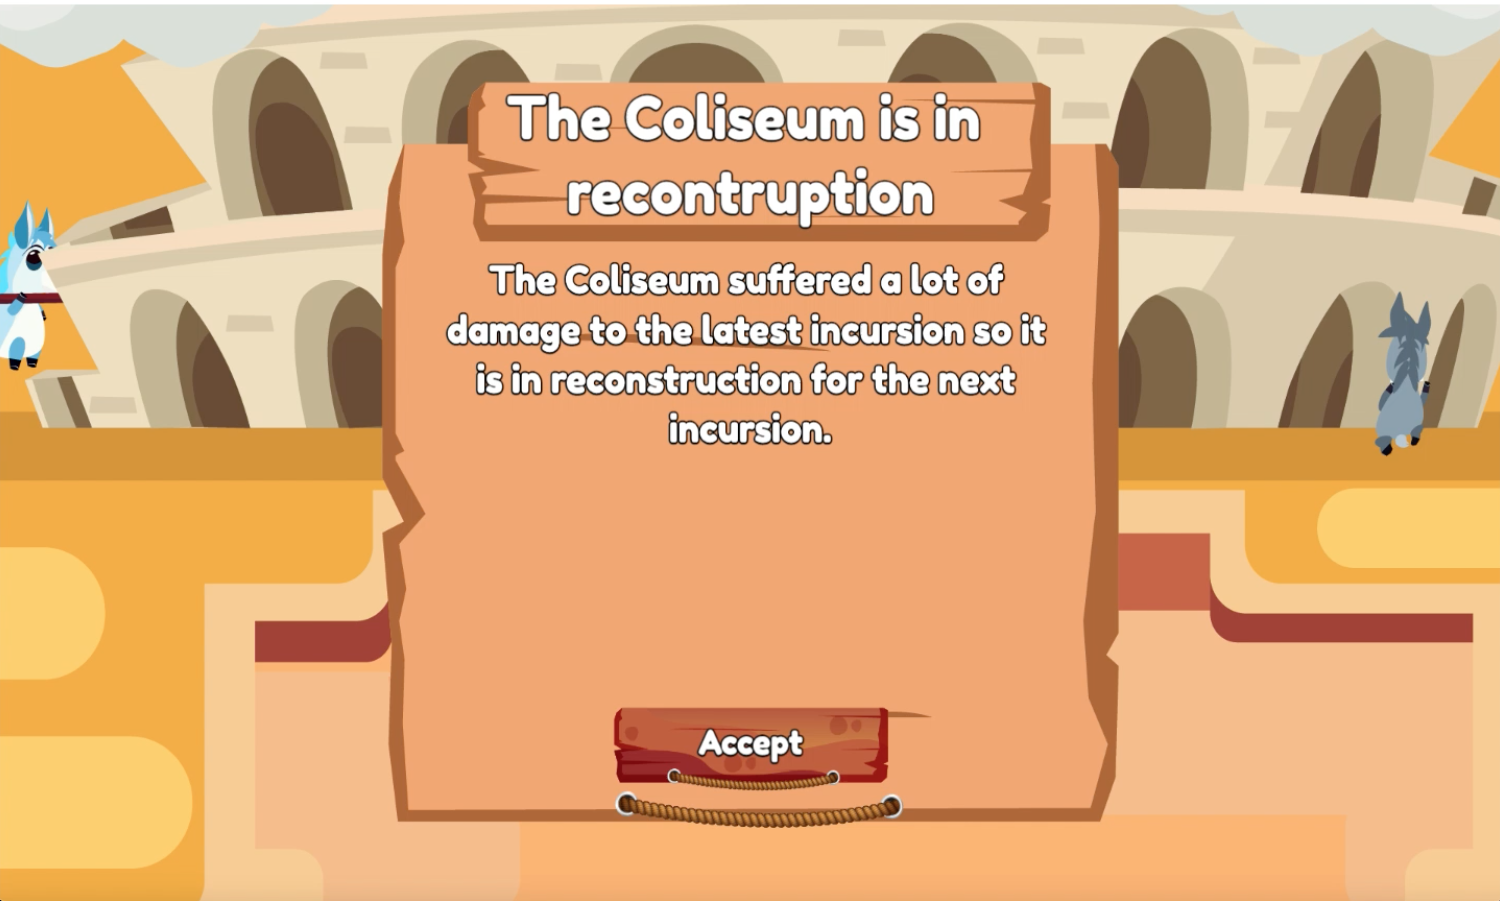 The Coliseum is in
recontruption
The Coliseum suffered a lot of
damage to the latest incursion so it
is in reconstruction for the next
incursion.
Accept